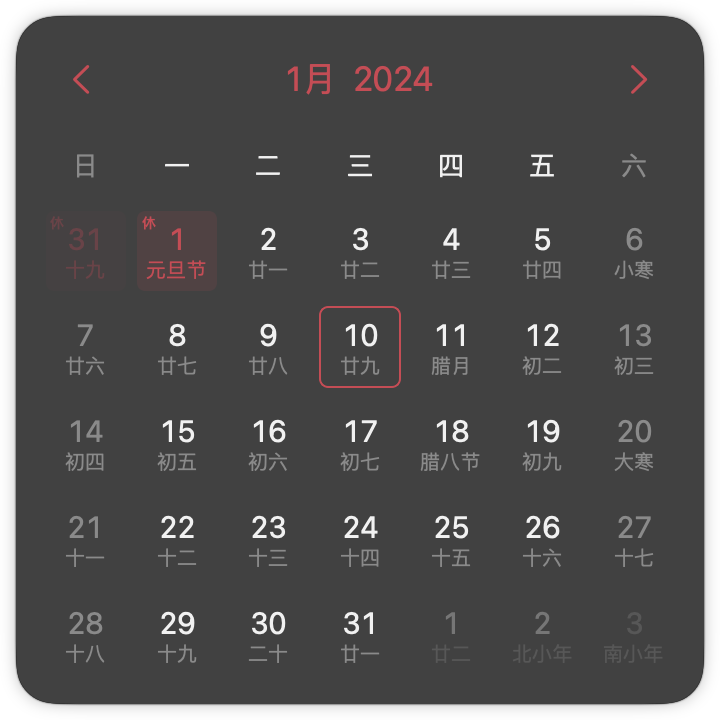 1月 2024
日 一 二 三 四 五 六
休 休
31 1 2 3 4 5 6
十九 元旦节 廿一 廿二 廿三 廿四 小寒
7 8 9 10 11 12 13
廿六 廿七 廿八 廿九 腊月 初二 初三
14 15 16 17 18 19 20
初四 初五 初六 初七 腊八节 初九 大寒
21 22 23 24 25 26 27
十一 十二 十三 十四 十五 十六 十七
28 29 30 31 1 2 3
十八 十九 二十 廿一 廿二 北小年 南小年